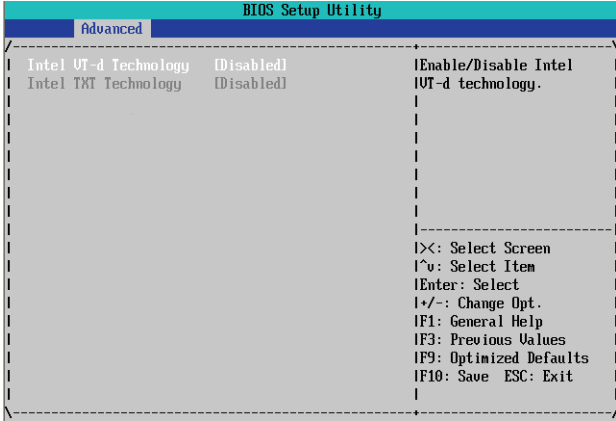 BIOS Setup Utility
Advanced
Intel VT-d Technology [Disabled]
Intel TXT Technology [Disabled]
Enable/Disable Intel
VT-d technology.
><: Select Screen
^v: Select Item
Enter: Select
+/-: Change Opt.
F1: General Help
F3: Previous Values
F9: Optimized Defaults
F10: Save ESC: Exit